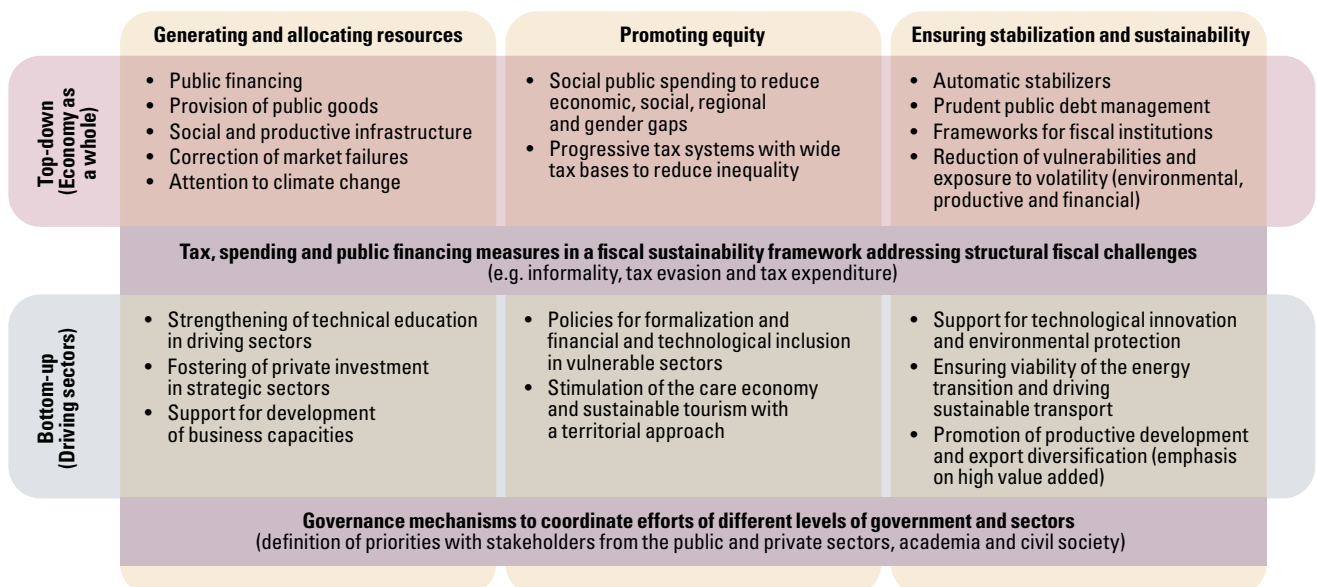 Generating and allocating resources
Promoting equity
Ensuring stabilization and sustainability
Top-down
(Economy as
a whole)
• Public financing
• Provision of public goods
• Social and productive infrastructure
• Correction of market failures
• Attention to climate change
• Social public spending to reduce
economic, social, regional
and gender gaps
• Progressive tax systems with wide
tax bases to reduce inequality
• Automatic stabilizers
• Prudent public debt management
• Frameworks for fiscal institutions
• Reduction of vulnerabilities and
exposure to volatility (environmental,
productive and financial)
Tax, spending and public financing measures in a fiscal sustainability framework addressing structural fiscal challenges
(e.g. informality, tax evasion and tax expenditure)
Bottom-up
(Driving sectors)
• Strengthening of technical education
in driving sectors
• Fostering of private investment
in strategic sectors
• Support for development
of business capacities
• Policies for formalization and
financial and technological inclusion
in vulnerable sectors
• Stimulation of the care economy
and sustainable tourism with
a territorial approach
• Support for technological innovation
and environmental protection
• Ensuring viability of the energy
transition and driving
sustainable transport
• Promotion of productive development
and export diversification (emphasis
on high value added)
Governance mechanisms to coordinate efforts of different levels of government and sectors
(definition of priorities with stakeholders from the public and private sectors, academia and civil society)